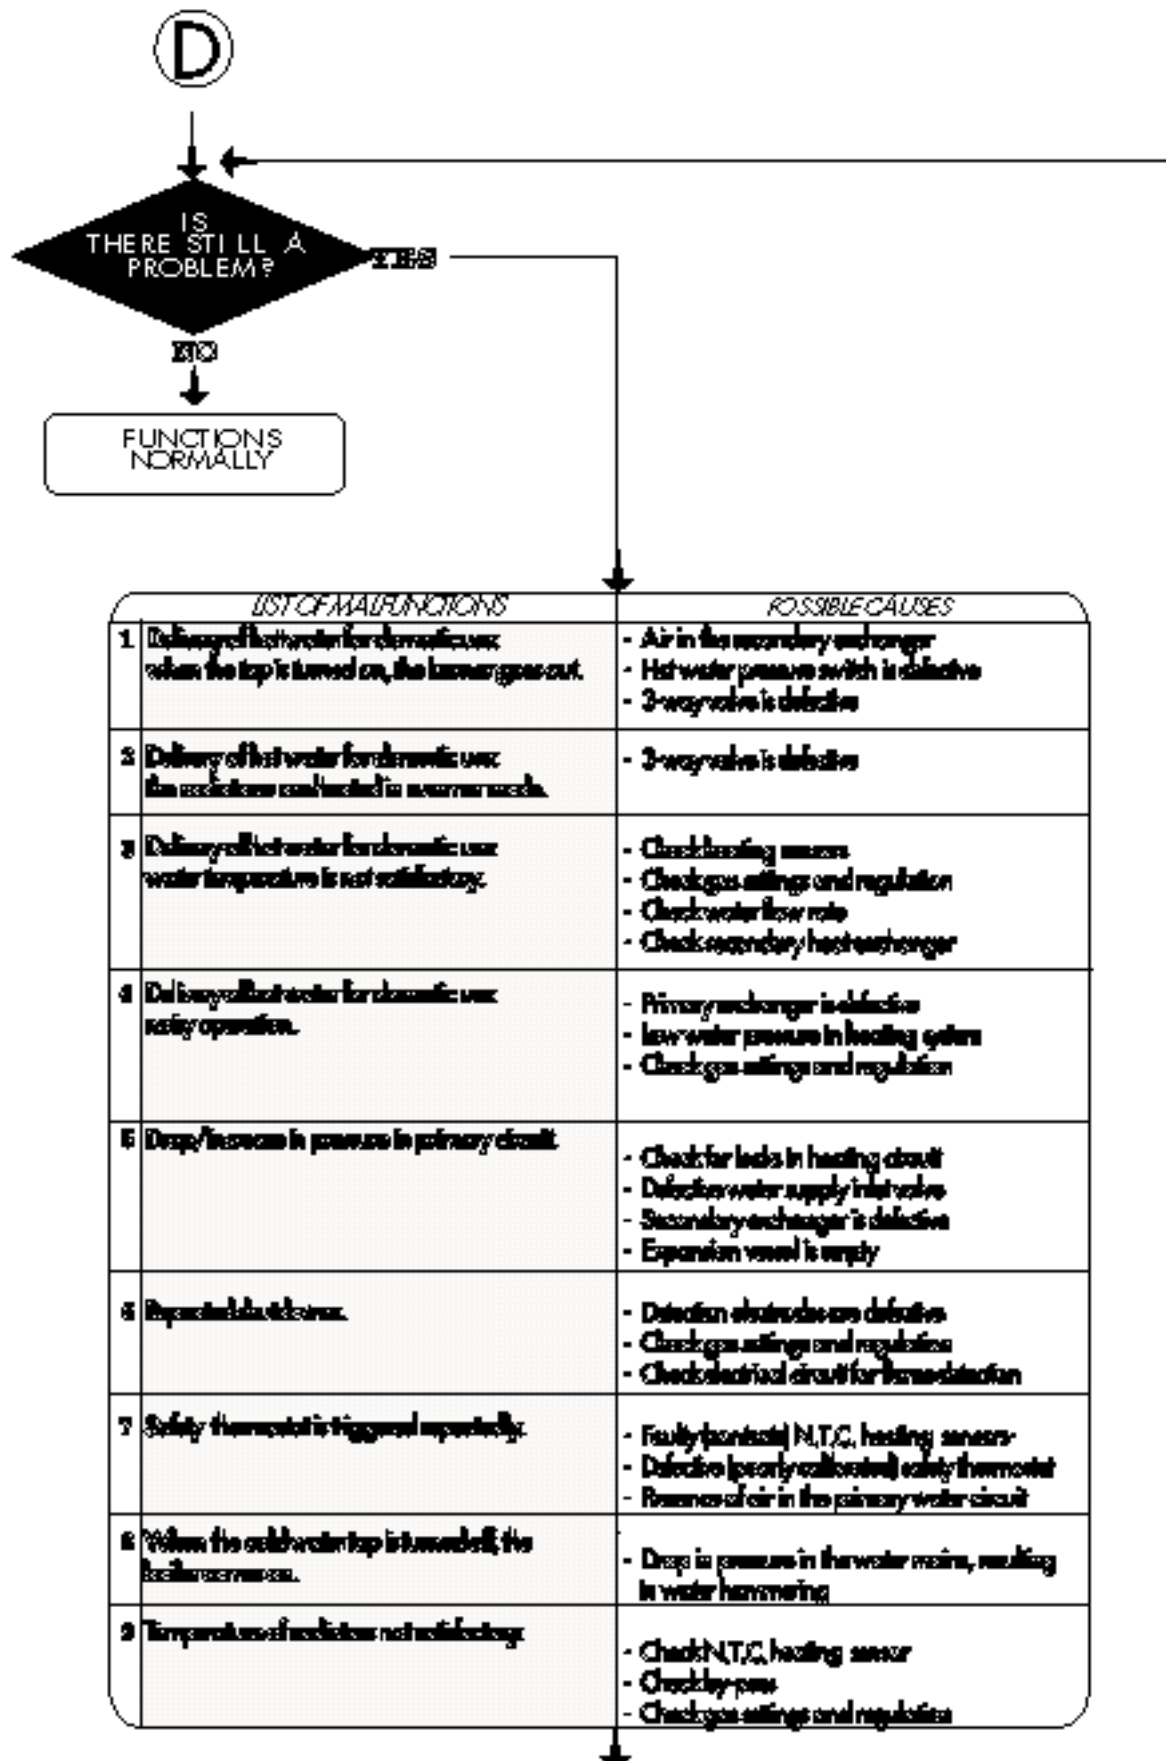 D
IS
THERE STILL A
PROBLEM?
YES
NO
FUNCTIONS
NORMALLY
LIST OF MALFUNCTIONS
POSSIBLE CAUSES
1 Delivery of hot water for domestic use:
when the tap is turned on, the burner goes out.
- Air in the secondary exchanger
- Hot water pressure switch is defective
- 3-way valve is defective
2 Delivery of hot water for domestic use:
the radiators are heated in summer mode.
- 3-way valve is defective
3 Delivery of hot water for domestic use:
water temperature is not satisfactory.
- Check heating sensors
- Check gas settings and regulation
- Check water flow rate
- Check secondary heat exchanger
4 Delivery of hot water for domestic use:
noisy operation.
- Primary exchanger is defective
- Low water pressure in heating system
- Check gas settings and regulation
5 Drop/Increase in pressure in primary circuit.
- Check for leaks in heating circuit
- Defective water supply inlet valve
- Secondary exchanger is defective
- Expansion vessel is empty
6 Repeated shutdowns.
- Detection electrodes are defective
- Check gas settings and regulation
- Check electrical circuit for flame detection
7 Safety thermostat is triggered repeatedly.
- Faulty (contacts) N.T.C. heating sensors
- Defective (poorly calibrated) safety thermostat
- Presence of air in the primary water circuit
8 When the cold water tap is turned off, the
boiler comes on.
- Drop in pressure in the water mains, resulting
in water hammering
9 Temperature of radiators not satisfactory.
- Check N.T.C. heating sensor
- Check by-pass
- Check gas settings and regulation